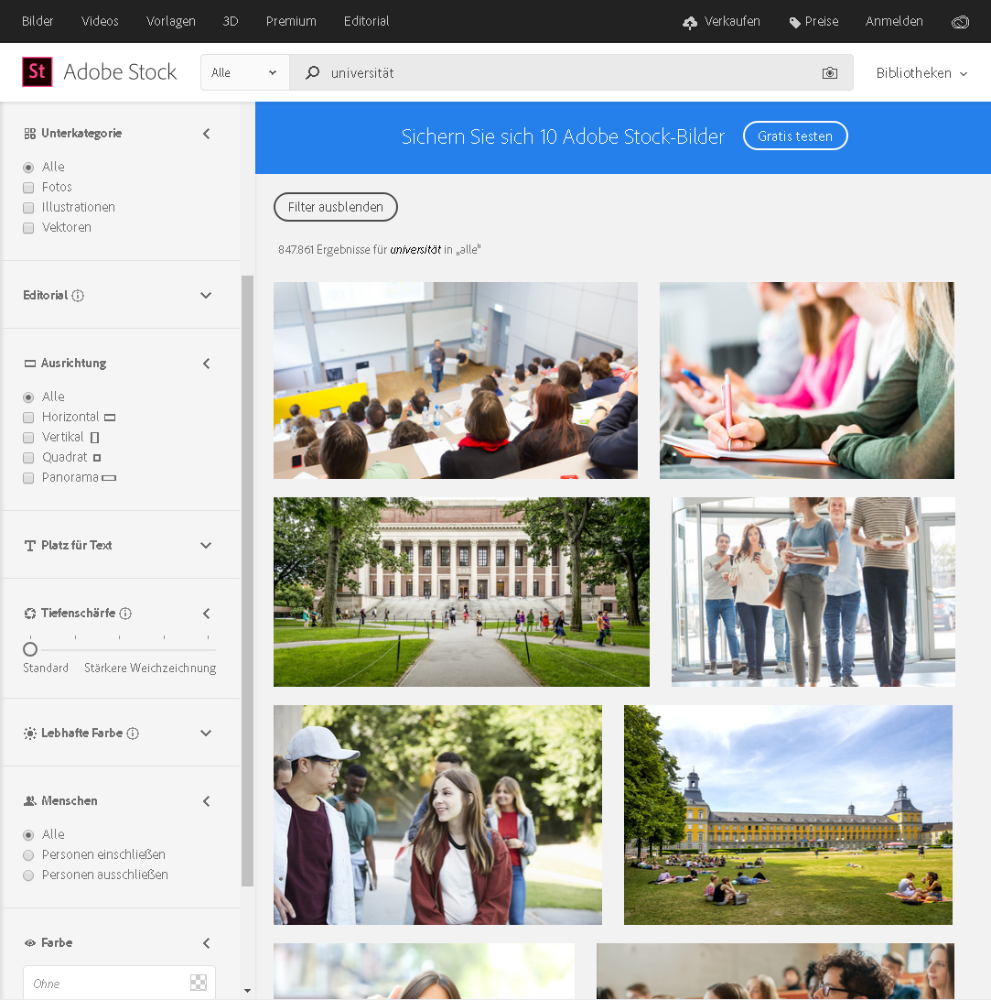 Bilder Videos Vorlagen 3D Premium Editorial Verkaufen Preise Anmelden
St Adobe Stock Alle universität Bibliotheken
Unterkategorie
Alle
Fotos
Illustrationen
Vektoren
Editorial
Ausrichtung
Alle
Horizontal
Vertikal
Quadrat
Panorama
Platz für Text
Tiefenschärfe
Standard Stärkere Weichzeichnung
Lebhafte Farbe
Menschen
Alle
Personen einschließen
Personen ausschließen
Farbe
Ohne
Sichern Sie sich 10 Adobe Stock-Bilder Gratis testen
Filter ausblenden
847.861 Ergebnisse für universität in „alle"